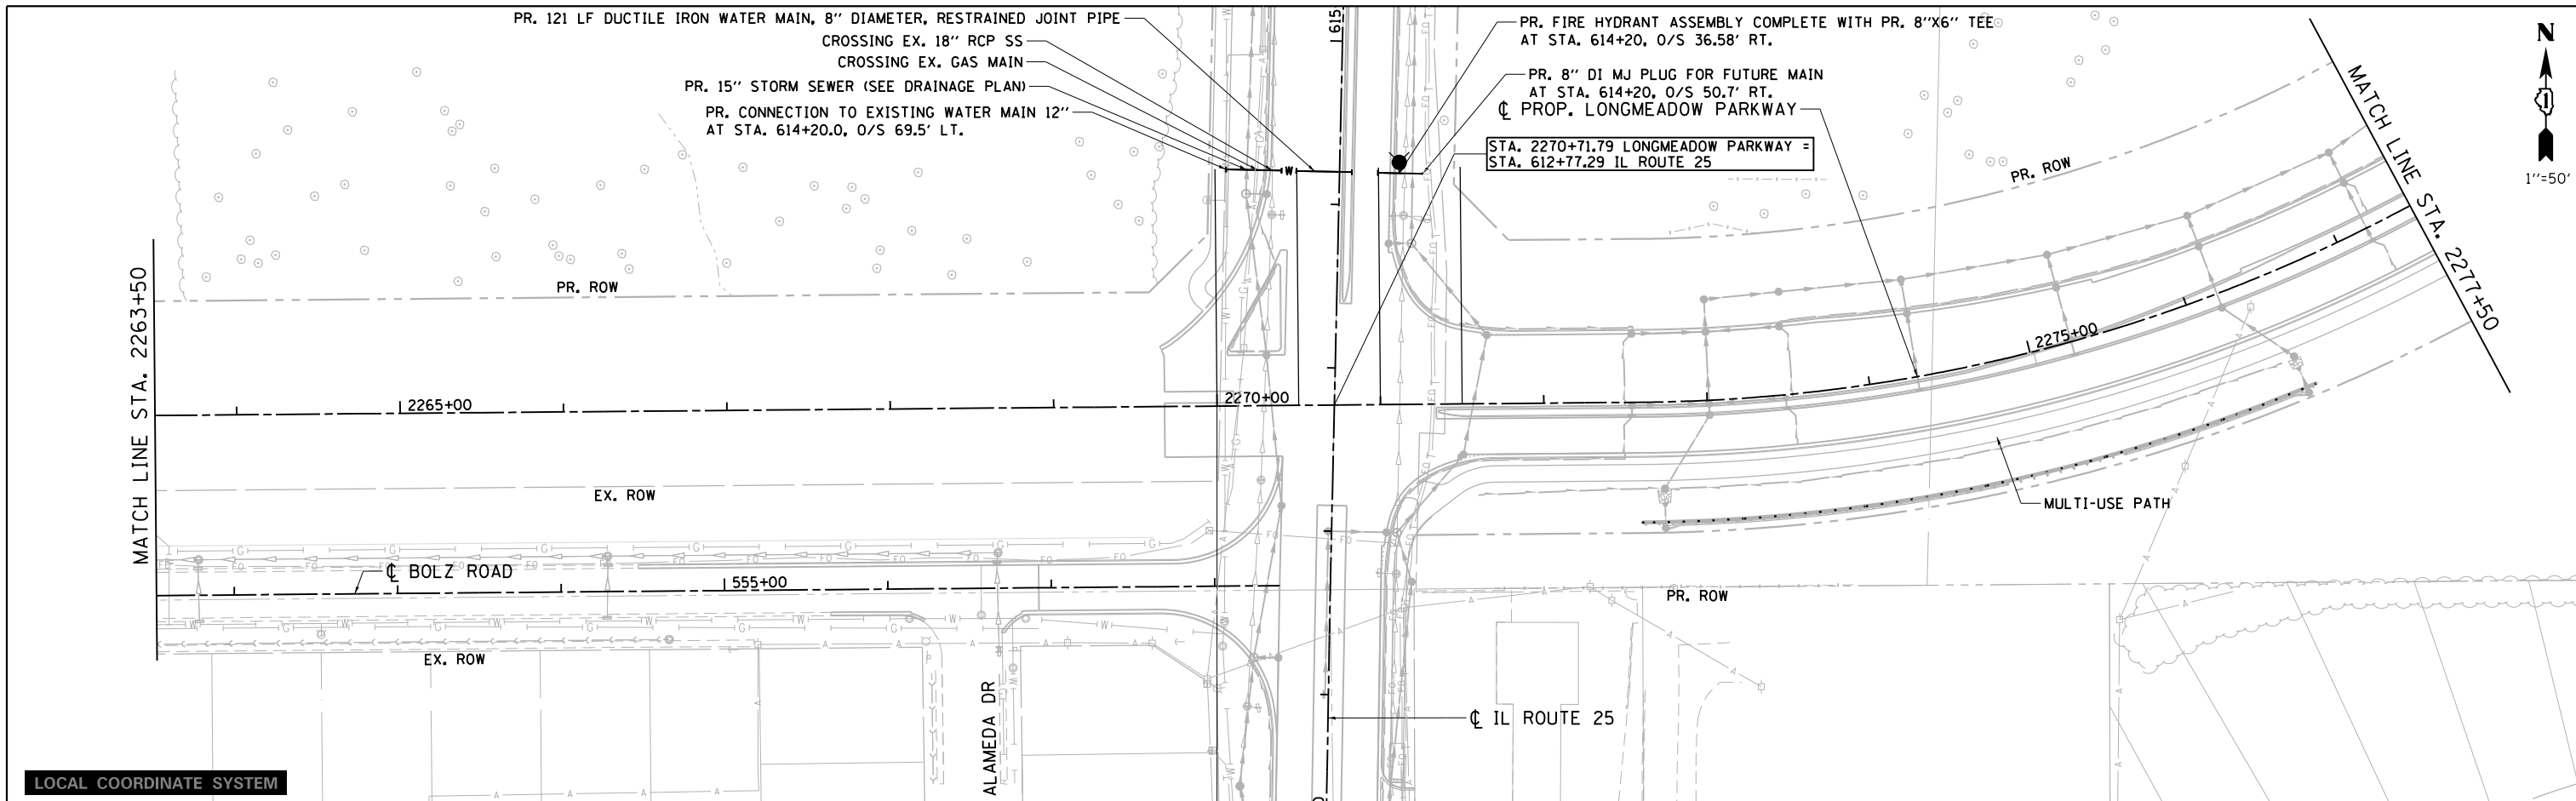 PR. 121 LF DUCTILE IRON WATER MAIN, 8" DIAMETER, RESTRAINED JOINT PIPE
CROSSING EX. 18" RCP SS
CROSSING EX. GAS MAIN
PR. 15" STORM SEWER (SEE DRAINAGE PLAN)
PR. CONNECTION TO EXISTING WATER MAIN 12"
AT STA. 614+20.0, O/S 69.5' LT.
615
PR. FIRE HYDRANT ASSEMBLY COMPLETE WITH PR. 8"X6" TEE
AT STA. 614+20, O/S 36.58' RT.
PR. 8" DI MJ PLUG FOR FUTURE MAIN
AT STA. 614+20, O/S 50.7' RT.
℄ PROP. LONGMEADOW PARKWAY
STA. 2270+71.79 LONGMEADOW PARKWAY =
STA. 612+77.29 IL ROUTE 25
W
PR. ROW
MATCH LINE STA. 2277+50
N
1
1"=50'
MATCH LINE STA. 2263+50
PR. ROW
2265+00
2270+00
2275+00
EX. ROW
MULTI-USE PATH
℄ BOLZ ROAD
555+00
PR. ROW
EX. ROW
ALAMEDA DR
℄ IL ROUTE 25
LOCAL COORDINATE SYSTEM